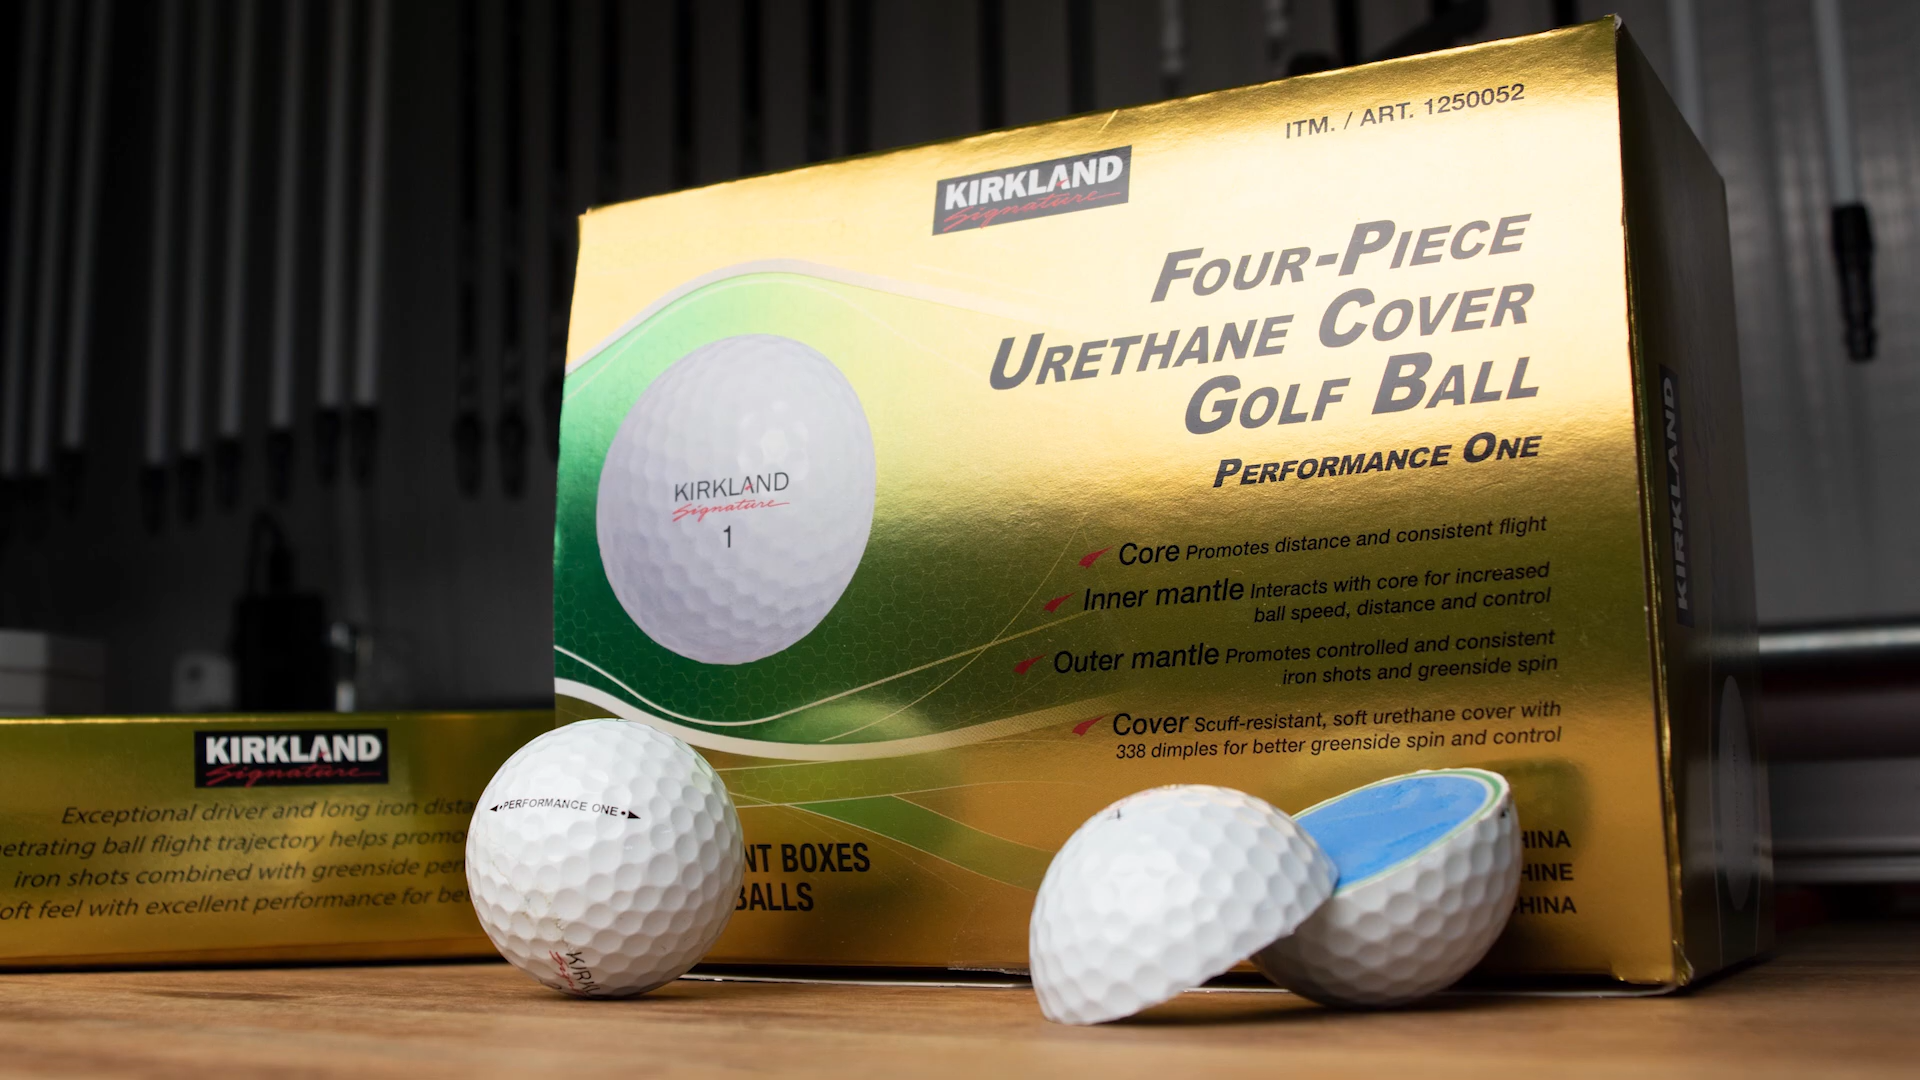 ITM. / ART. 1250052
KIRKLAND
Signature
FOUR-PIECE
URETHANE COVER
GOLF BALL
PERFORMANCE ONE
KIRKLAND
Signature
1
Core Promotes distance and consistent flight
Inner mantle Interacts with core for increased
ball speed, distance and control
Outer mantle Promotes controlled and consistent
iron shots and greenside spin
Cover Scuff-resistant, soft urethane cover with
338 dimples for better greenside spin and control
NT BOXES
BALLS
HINA
HINE
HINA
KIRKLAND
KIRKLAND
Signature
Exceptional driver and long iron dista
etrating ball flight trajectory helps promo
iron shots combined with greenside per
oft feel with excellent performance for be
PERFORMANCE ONE
KIR